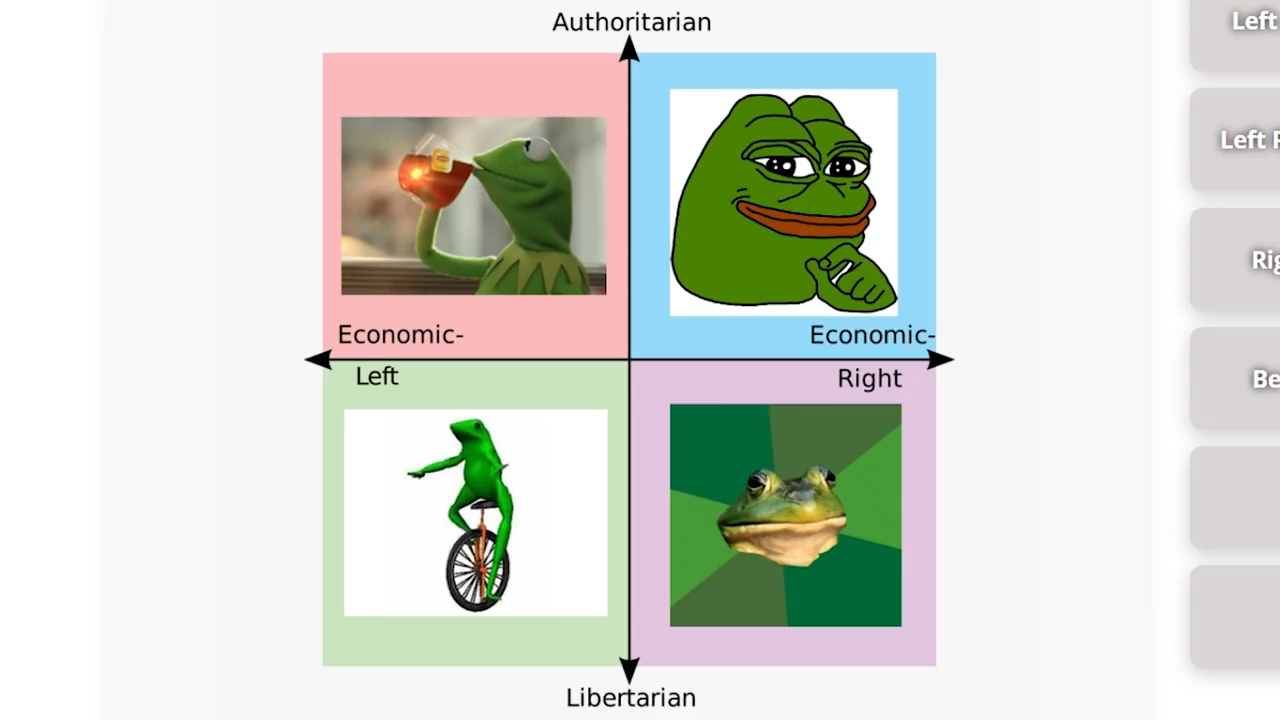 Authoritarian
Economic-
Left
Economic-
Right
Libertarian
Left
Left